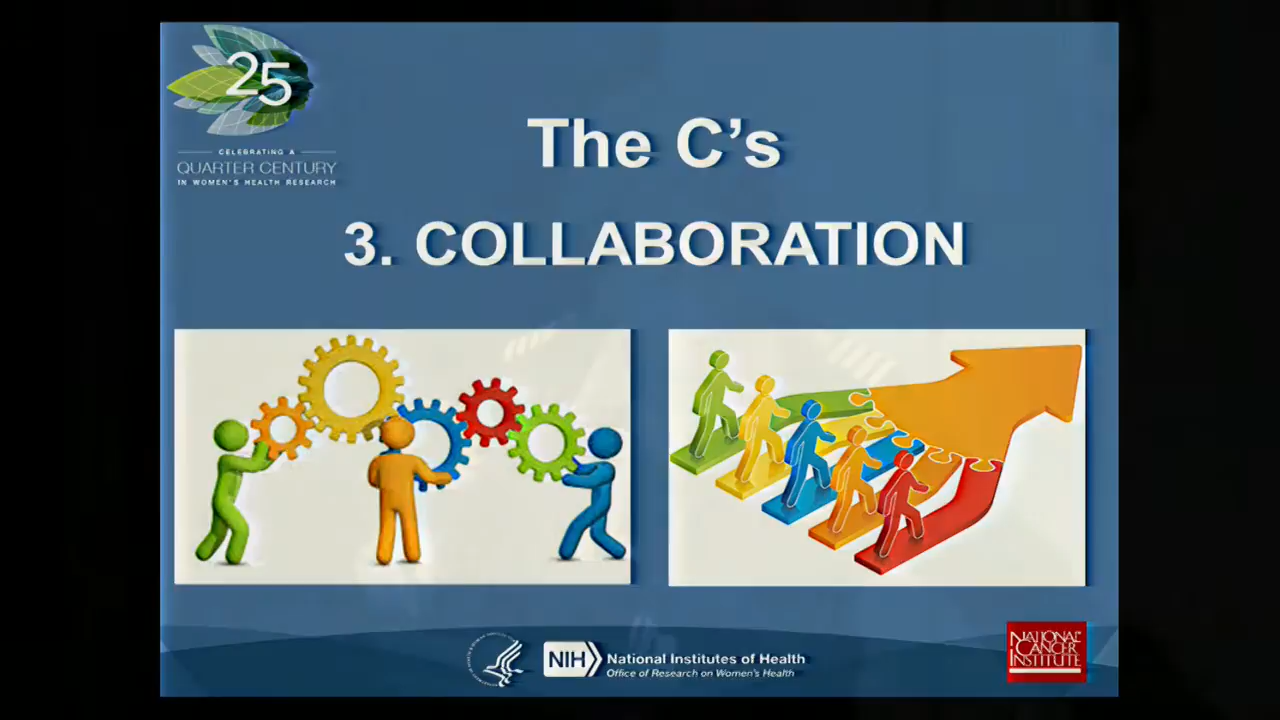 25
CELEBRATING A
QUARTER CENTURY
IN WOMEN'S HEALTH RESEARCH
The C's
3. COLLABORATION
NIH
National Institutes of Health
Office of Research on Women's Health
NATIONAL
CANCER
INSTITUTE